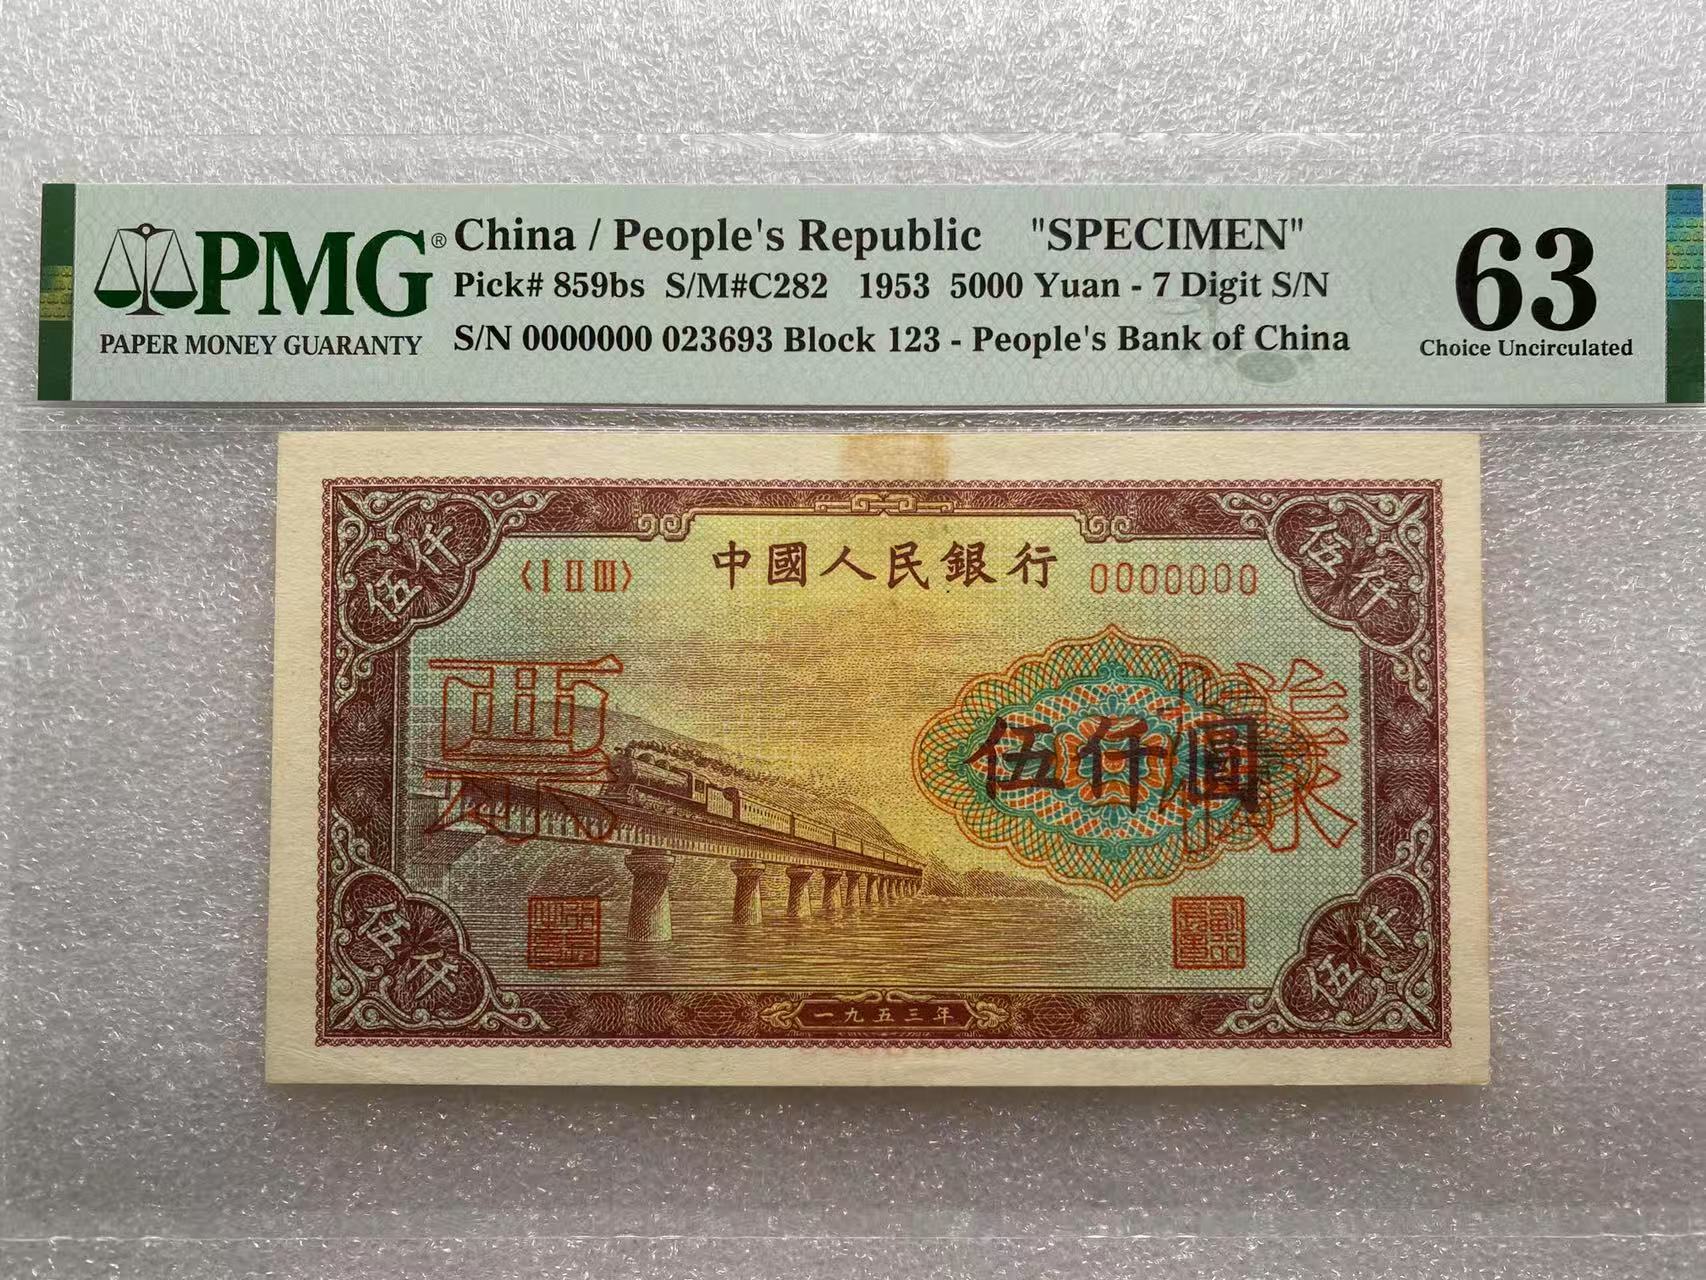 PMG® China / People's Republic "SPECIMEN" 63
Pick# 859bs S/M#C282 1953 5000 Yuan - 7 Digit S/N
PAPER MONEY GUARANTY S/N 0000000 023693 Block 123 - People's Bank of China Choice Uncirculated
伍仟 伍仟
〈I II III〉 中國人民銀行 0000000
票 樣
伍仟圓
伍仟 伍仟
一九五三年